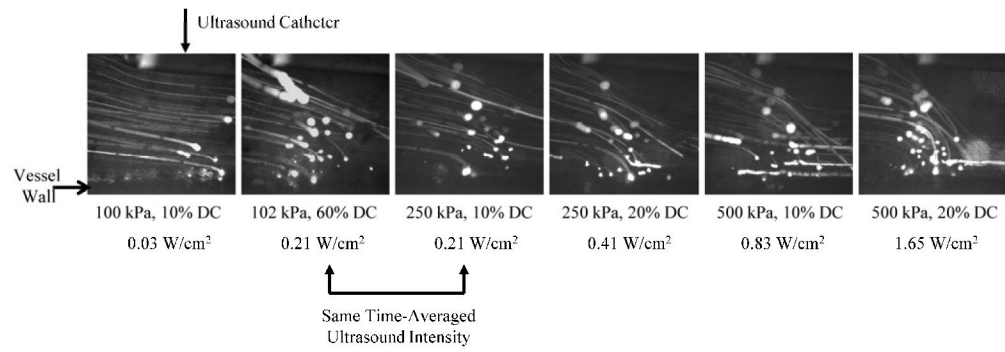 Ultrasound Catheter
Vessel
Wall
100 kPa, 10% DC
102 kPa, 60% DC
250 kPa, 10% DC
250 kPa, 20% DC
500 kPa, 10% DC
500 kPa, 20% DC
0.03 W/cm²
0.21 W/cm²
0.21 W/cm²
0.41 W/cm²
0.83 W/cm²
1.65 W/cm²
Same Time-Averaged
Ultrasound Intensity